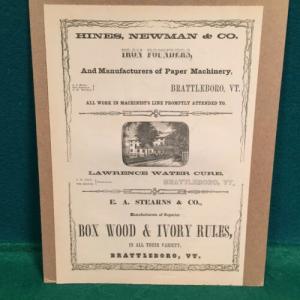 HINES, NEWMAN & CO.
IRON FOUNDERS,
And Manufacturers of Paper Machinery,
BRATTLEBORO, VT.
ALL WORK IN MACHINIST'S LINE PROMPTLY ATTENDED TO.
LAWRENCE WATER CURE,
BRATTLEBORO, VT.
E. A. STEARNS & CO.,
Manufacturers of Superior
BOX WOOD & IVORY RULES,
IN ALL THEIR VARIETY,
BRATTLEBORO, VT.